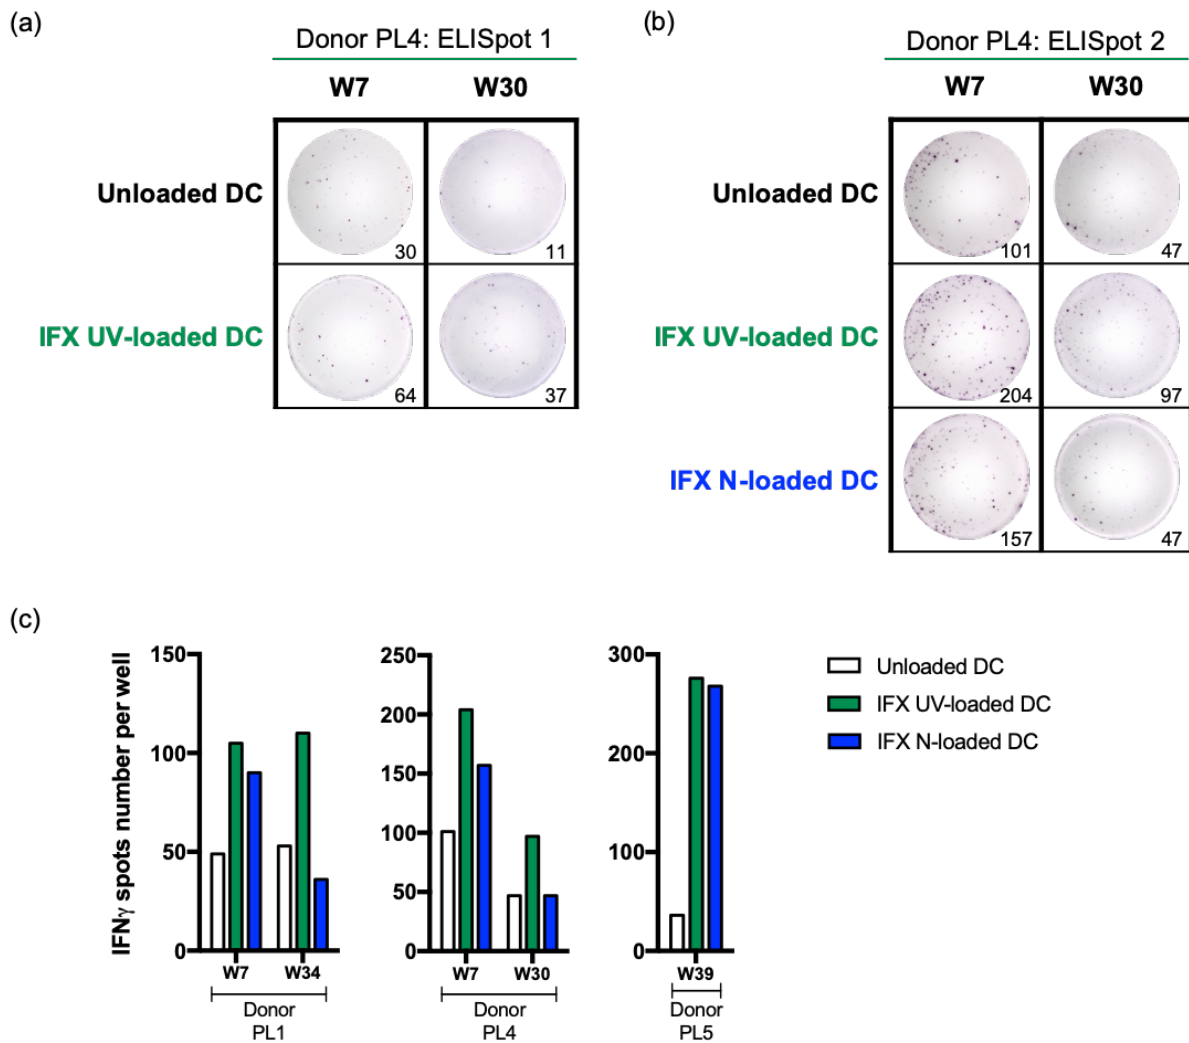 (a)
Donor PL4: ELISpot 1
W7 W30
Unloaded DC
30 11
IFX UV-loaded DC
64 37
(b)
Donor PL4: ELISpot 2
W7 W30
Unloaded DC
101 47
IFX UV-loaded DC
204 97
IFX N-loaded DC
157 47
(c)
IFNγ spots number per well
150
100
50
0
W7 W34
Donor
PL1
250
200
150
100
50
0
W7 W30
Donor
PL4
300
200
100
0
W39
Donor
PL5
Unloaded DC
IFX UV-loaded DC
IFX N-loaded DC